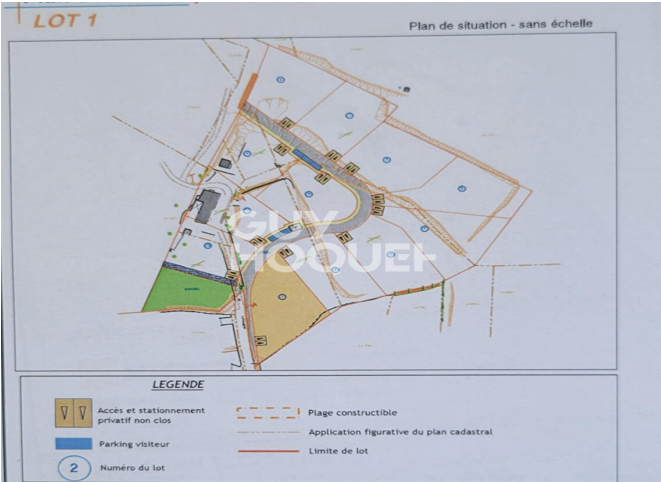 LOT 1
Plan de situation - sans échelle
GUY
HOQUET
LEGENDE
Accès et stationnement
privatif non clos
Parking visiteur
2 Numéro du lot
Plage constructible
Application figurative du plan cadastral
Limite de lot